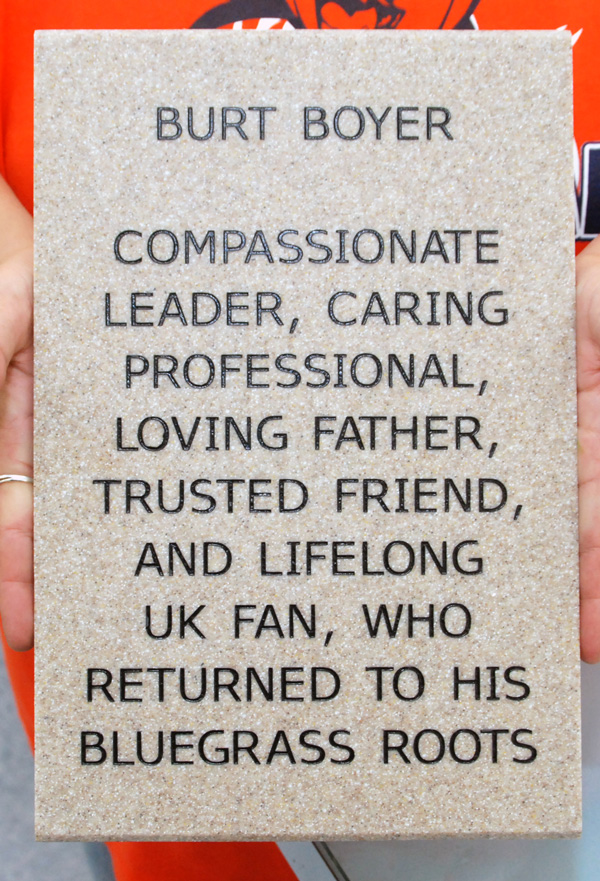 BURT BOYER
COMPASSIONATE
LEADER, CARING
PROFESSIONAL,
LOVING FATHER,
TRUSTED FRIEND,
AND LIFELONG
UK FAN, WHO
RETURNED TO HIS
BLUEGRASS ROOTS